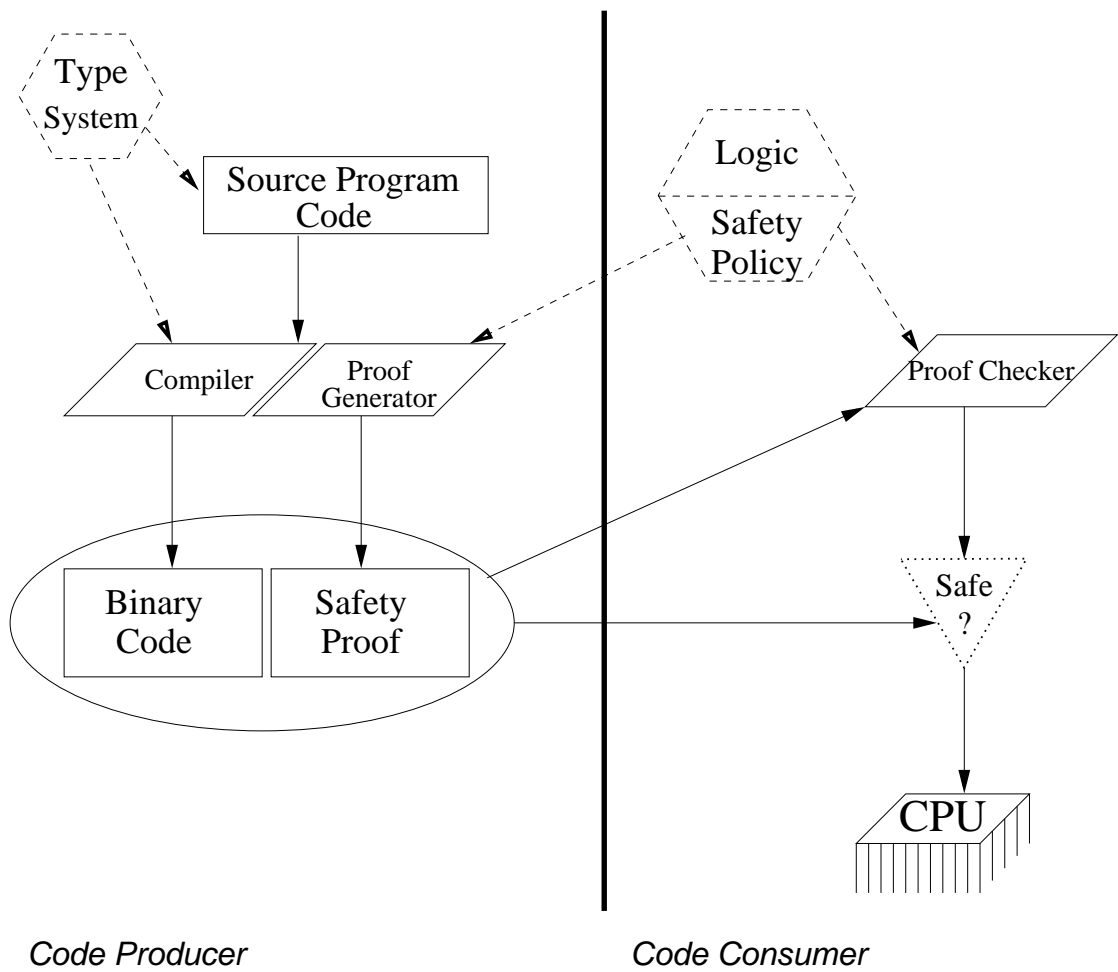 Type
System
Source Program
Code
Logic
Safety
Policy
Compiler
Proof
Generator
Proof Checker
Binary
Code
Safety
Proof
Safe
?
CPU
Code Producer
Code Consumer